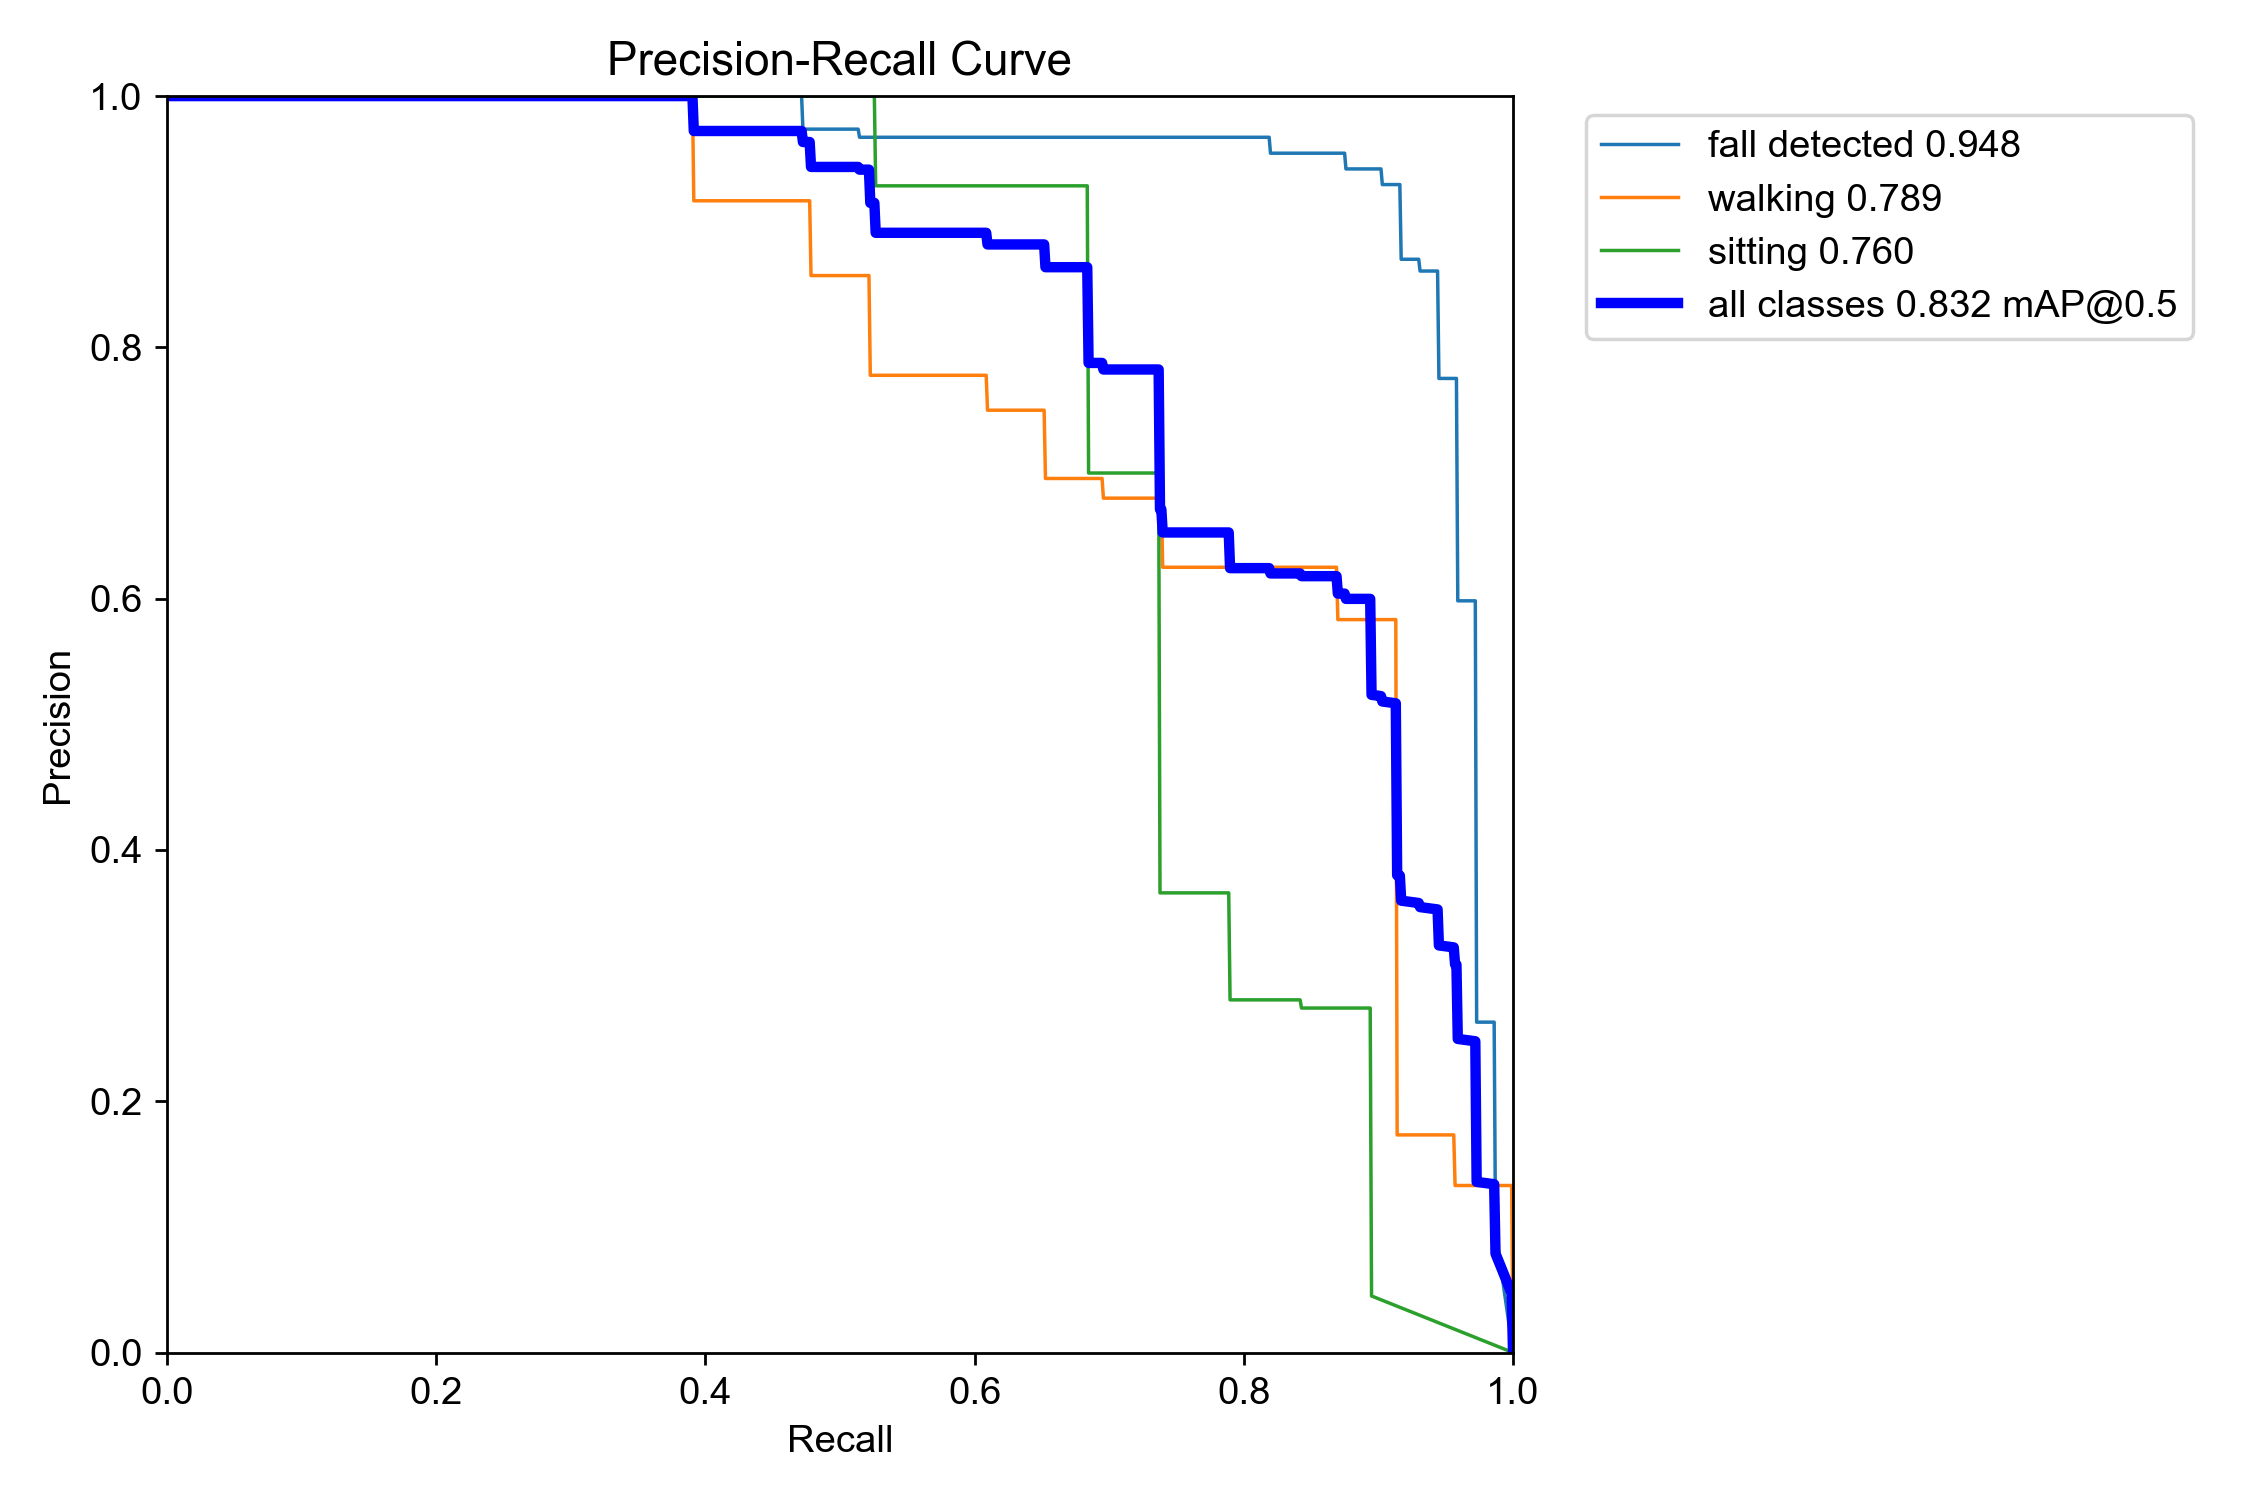 Precision-Recall Curve
1.0
0.8
0.6
0.4
0.2
0.0
Precision
0.0 0.2 0.4 0.6 0.8 1.0
Recall
fall detected 0.948
walking 0.789
sitting 0.760
all classes 0.832 mAP@0.5